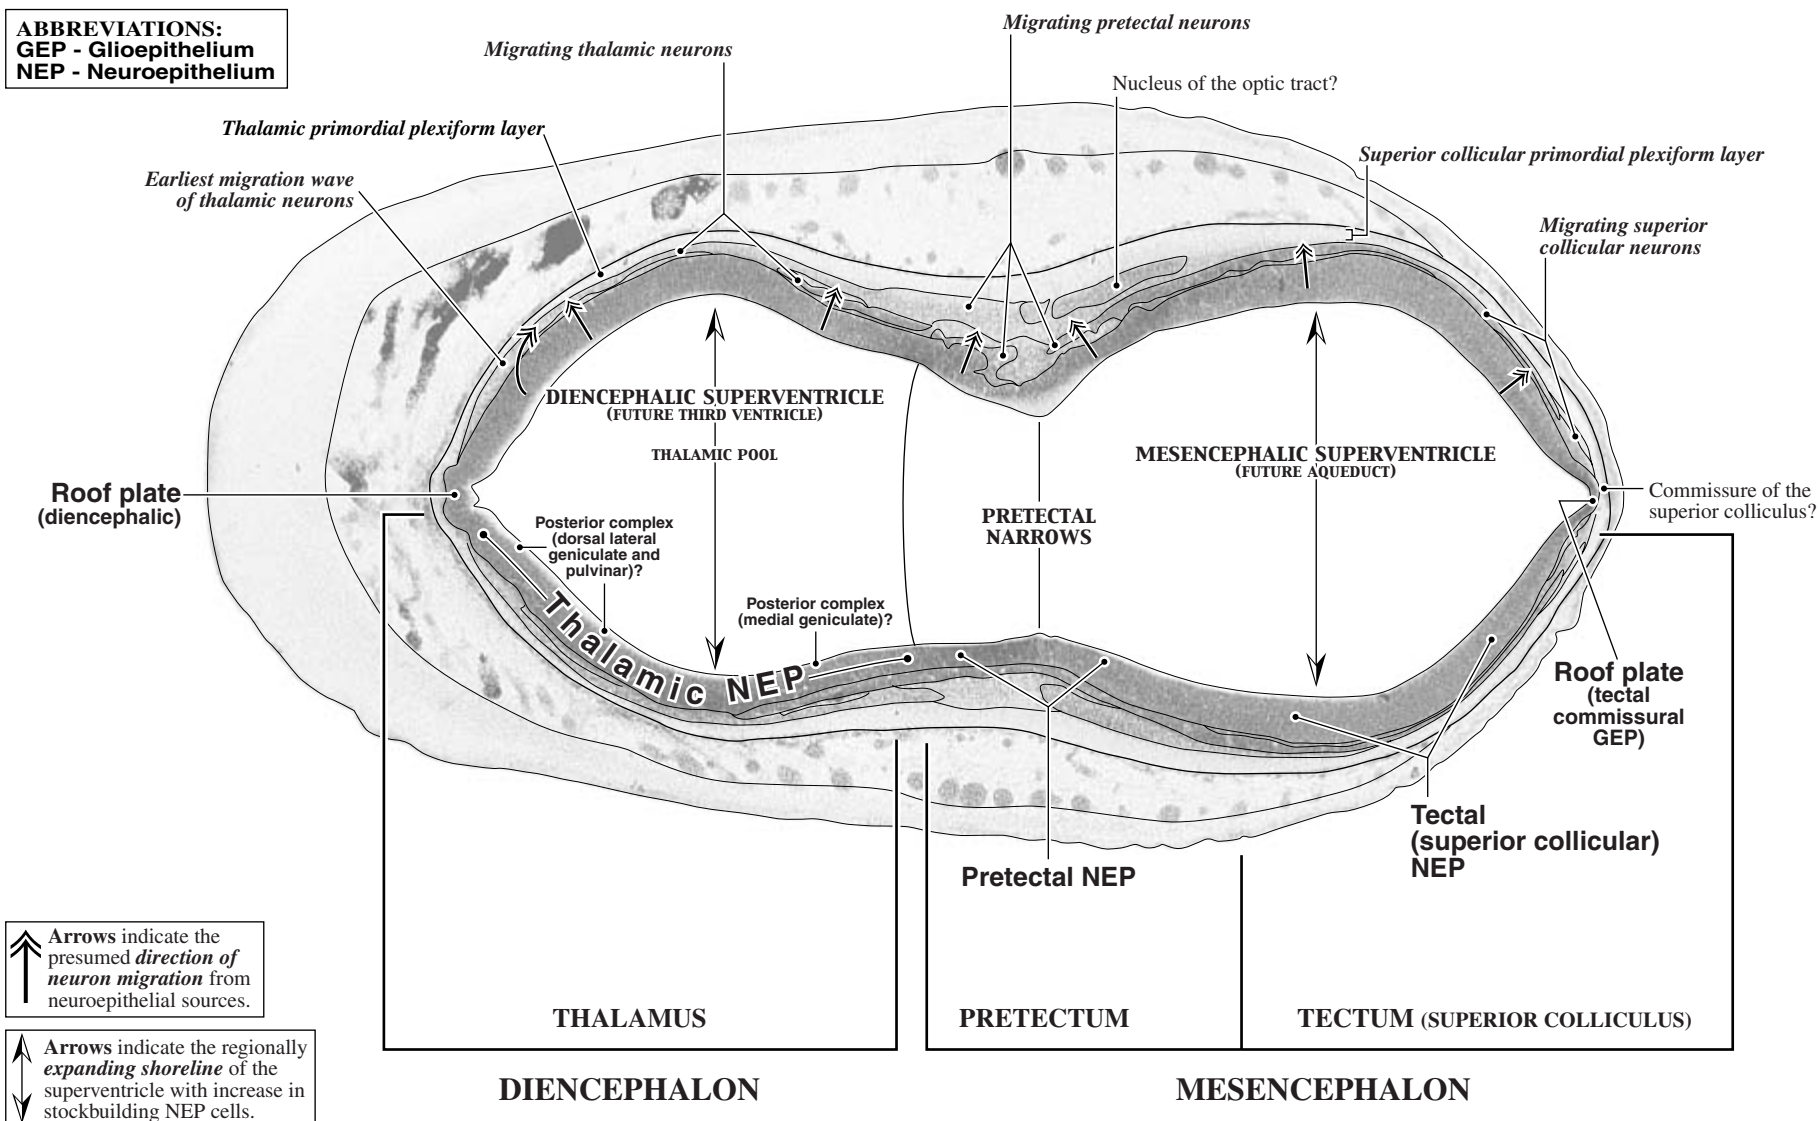 ABBREVIATIONS:
GEP - Glioepithelium
NEP - Neuroepithelium
Migrating pretectal neurons
Migrating thalamic neurons
Nucleus of the optic tract?
Thalamic primordial plexiform layer
Superior collicular primordial plexiform layer
Earliest migration wave
of thalamic neurons
Migrating superior
collicular neurons
DIENCEPHALIC SUPERVENTRICLE
(FUTURE THIRD VENTRICLE)
THALAMIC POOL
MESENCEPHALIC SUPERVENTRICLE
(FUTURE AQUEDUCT)
PRETECTAL
NARROWS
Roof plate
(diencephalic)
Commissure of the
superior colliculus?
Posterior complex
(dorsal lateral
geniculate and
pulvinar)?
Posterior complex
(medial geniculate)?
Thalamic NEP
Roof plate
(tectal
commissural
GEP)
Tectal
(superior collicular)
NEP
Pretectal NEP
Arrows indicate the
presumed direction of
neuron migration from
neuroepithelial sources.
Arrows indicate the regionally
expanding shoreline of the
superventricle with increase in
stockbuilding NEP cells.
THALAMUS
PRETECTUM
TECTUM (SUPERIOR COLLICULUS)
DIENCEPHALON
MESENCEPHALON